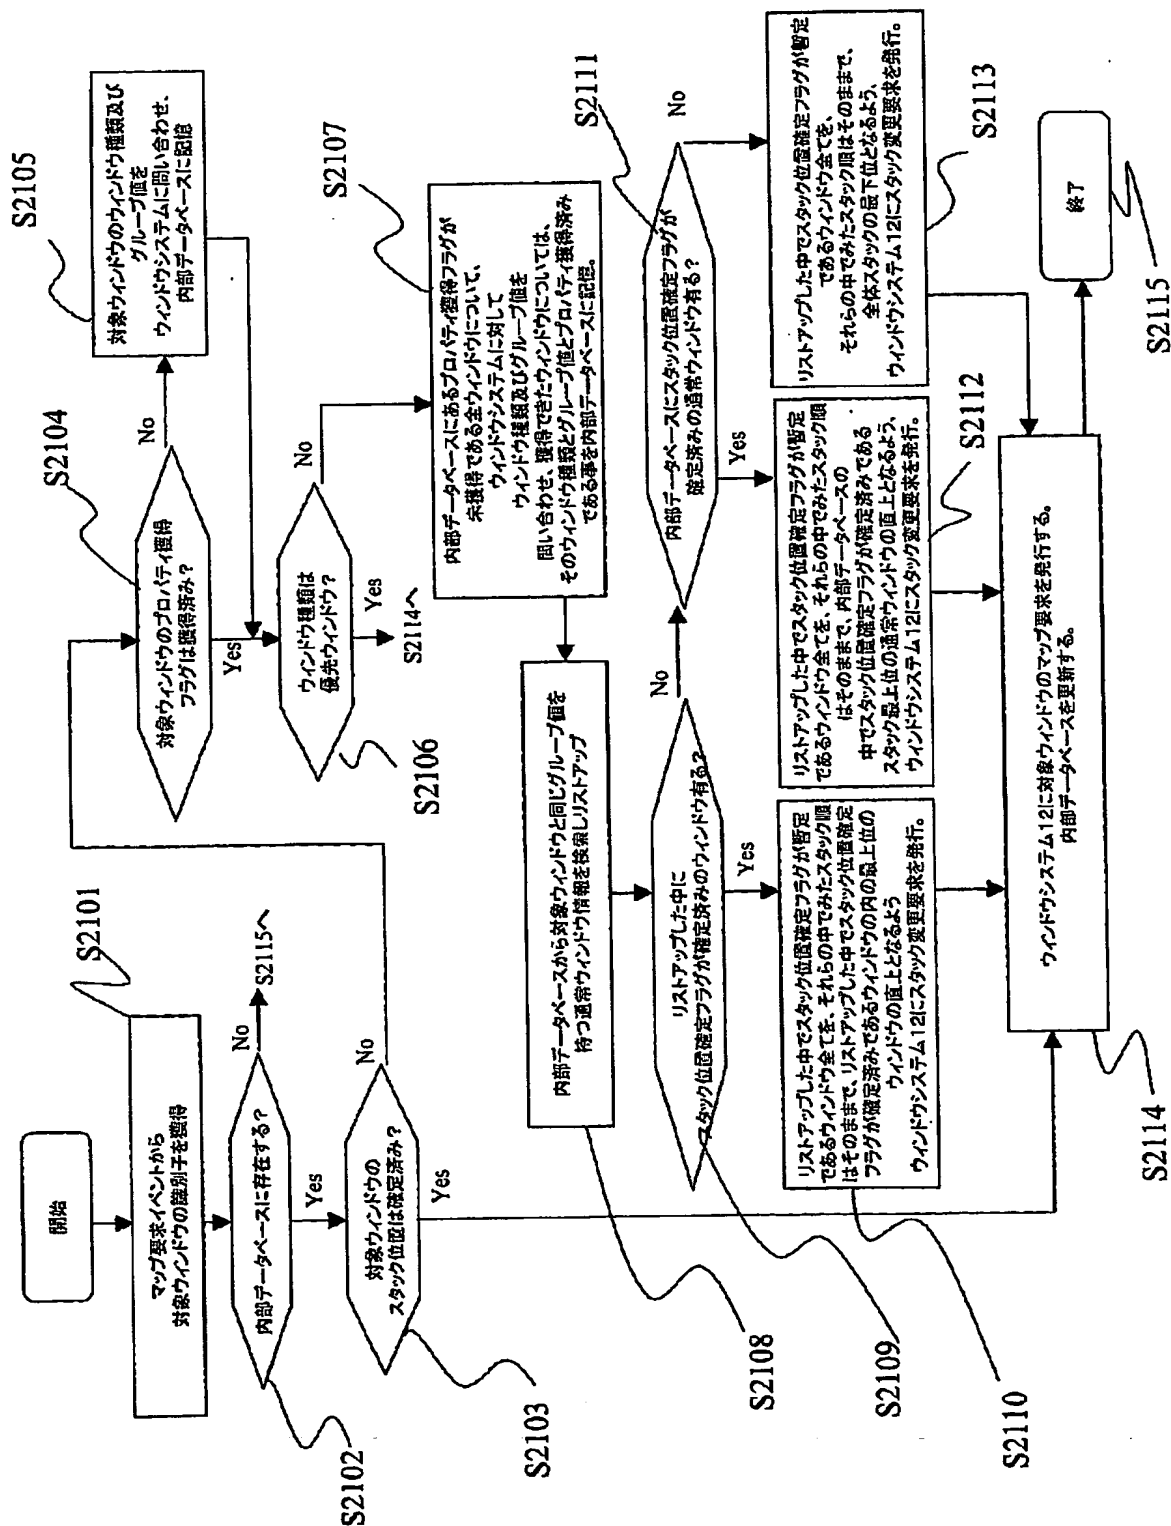 開始
S2101
マップ要求イベントから
対象ウィンドウの識別子を獲得
S2102
内部データベースに存在する?
No
S2115へ
Yes
S2103
対象ウィンドウの
スタック位置は確定済み?
No
Yes
S2104
対象ウィンドウのプロパティ獲得
フラグは獲得済み?
No
Yes
S2105
対象ウィンドウのウィンドウ種類及び
グループ値を
ウィンドウシステムに問い合わせ、
内部データベースに記憶
S2106
ウィンドウ種類は
優先ウィンドウ?
No
Yes
S2114へ
S2107
内部データベースにあるプロパティ獲得フラグが
未獲得である全ウィンドウについて、
ウィンドウシステムに対して
ウィンドウ種類及びグループ値を
問い合わせ、獲得できたウィンドウについては、
そのウィンドウ種類とグループ値とプロパティ獲得済み
である事を内部データベースに記憶。
S2108
内部データベースから対象ウィンドウと同じグループ値を
持つ通常ウィンドウ情報を検索しリストアップ
S2109
リストアップした中に
スタック位置確定フラグが確定済みのウィンドウ有る?
No
Yes
S2110
リストアップした中でスタック位置確定フラグが暫定
であるウィンドウ全てを、それらの中でみたスタック順
はそのままで、リストアップした中でスタック位置確定
フラグが確定済みであるウィンドウの内の最上位の
ウィンドウの直上となるよう
ウィンドウシステム12にスタック変更要求を発行。
S2111
内部データベースにスタック位置確定フラグが
確定済みの通常ウィンドウ有る?
No
Yes
S2112
リストアップした中でスタック位置確定フラグが暫定
であるウィンドウ全てを、それらの中でみたスタック順
はそのままで、内部データベースの
中でスタック位置確定フラグが確定済みである
スタック最上位の通常ウィンドウの直上となるよう、
ウィンドウシステム12にスタック変更要求を発行。
S2113
リストアップした中でスタック位置確定フラグが暫定
であるウィンドウ全てを、
それらの中でみたスタック順はそのままで、
全体スタックの最下位となるよう、
ウィンドウシステム12にスタック変更要求を発行。
S2114
ウインドウシステム12に対象ウィンドウのマップ要求を発行する。
内部データベースを更新する。
S2115
終了